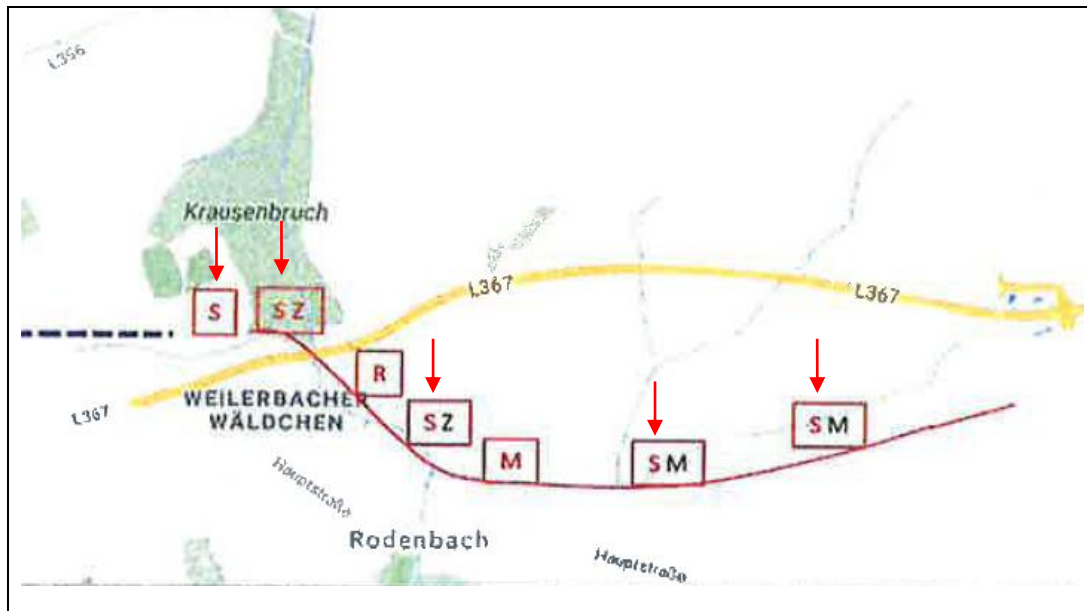 L356
Krausenbruch
S
SZ
L367
L367
R
WEILERBACHER
WÄLDCHEN
L367
SZ
SM
SM
M
Hauptstraße
Rodenbach
Hauptstraße